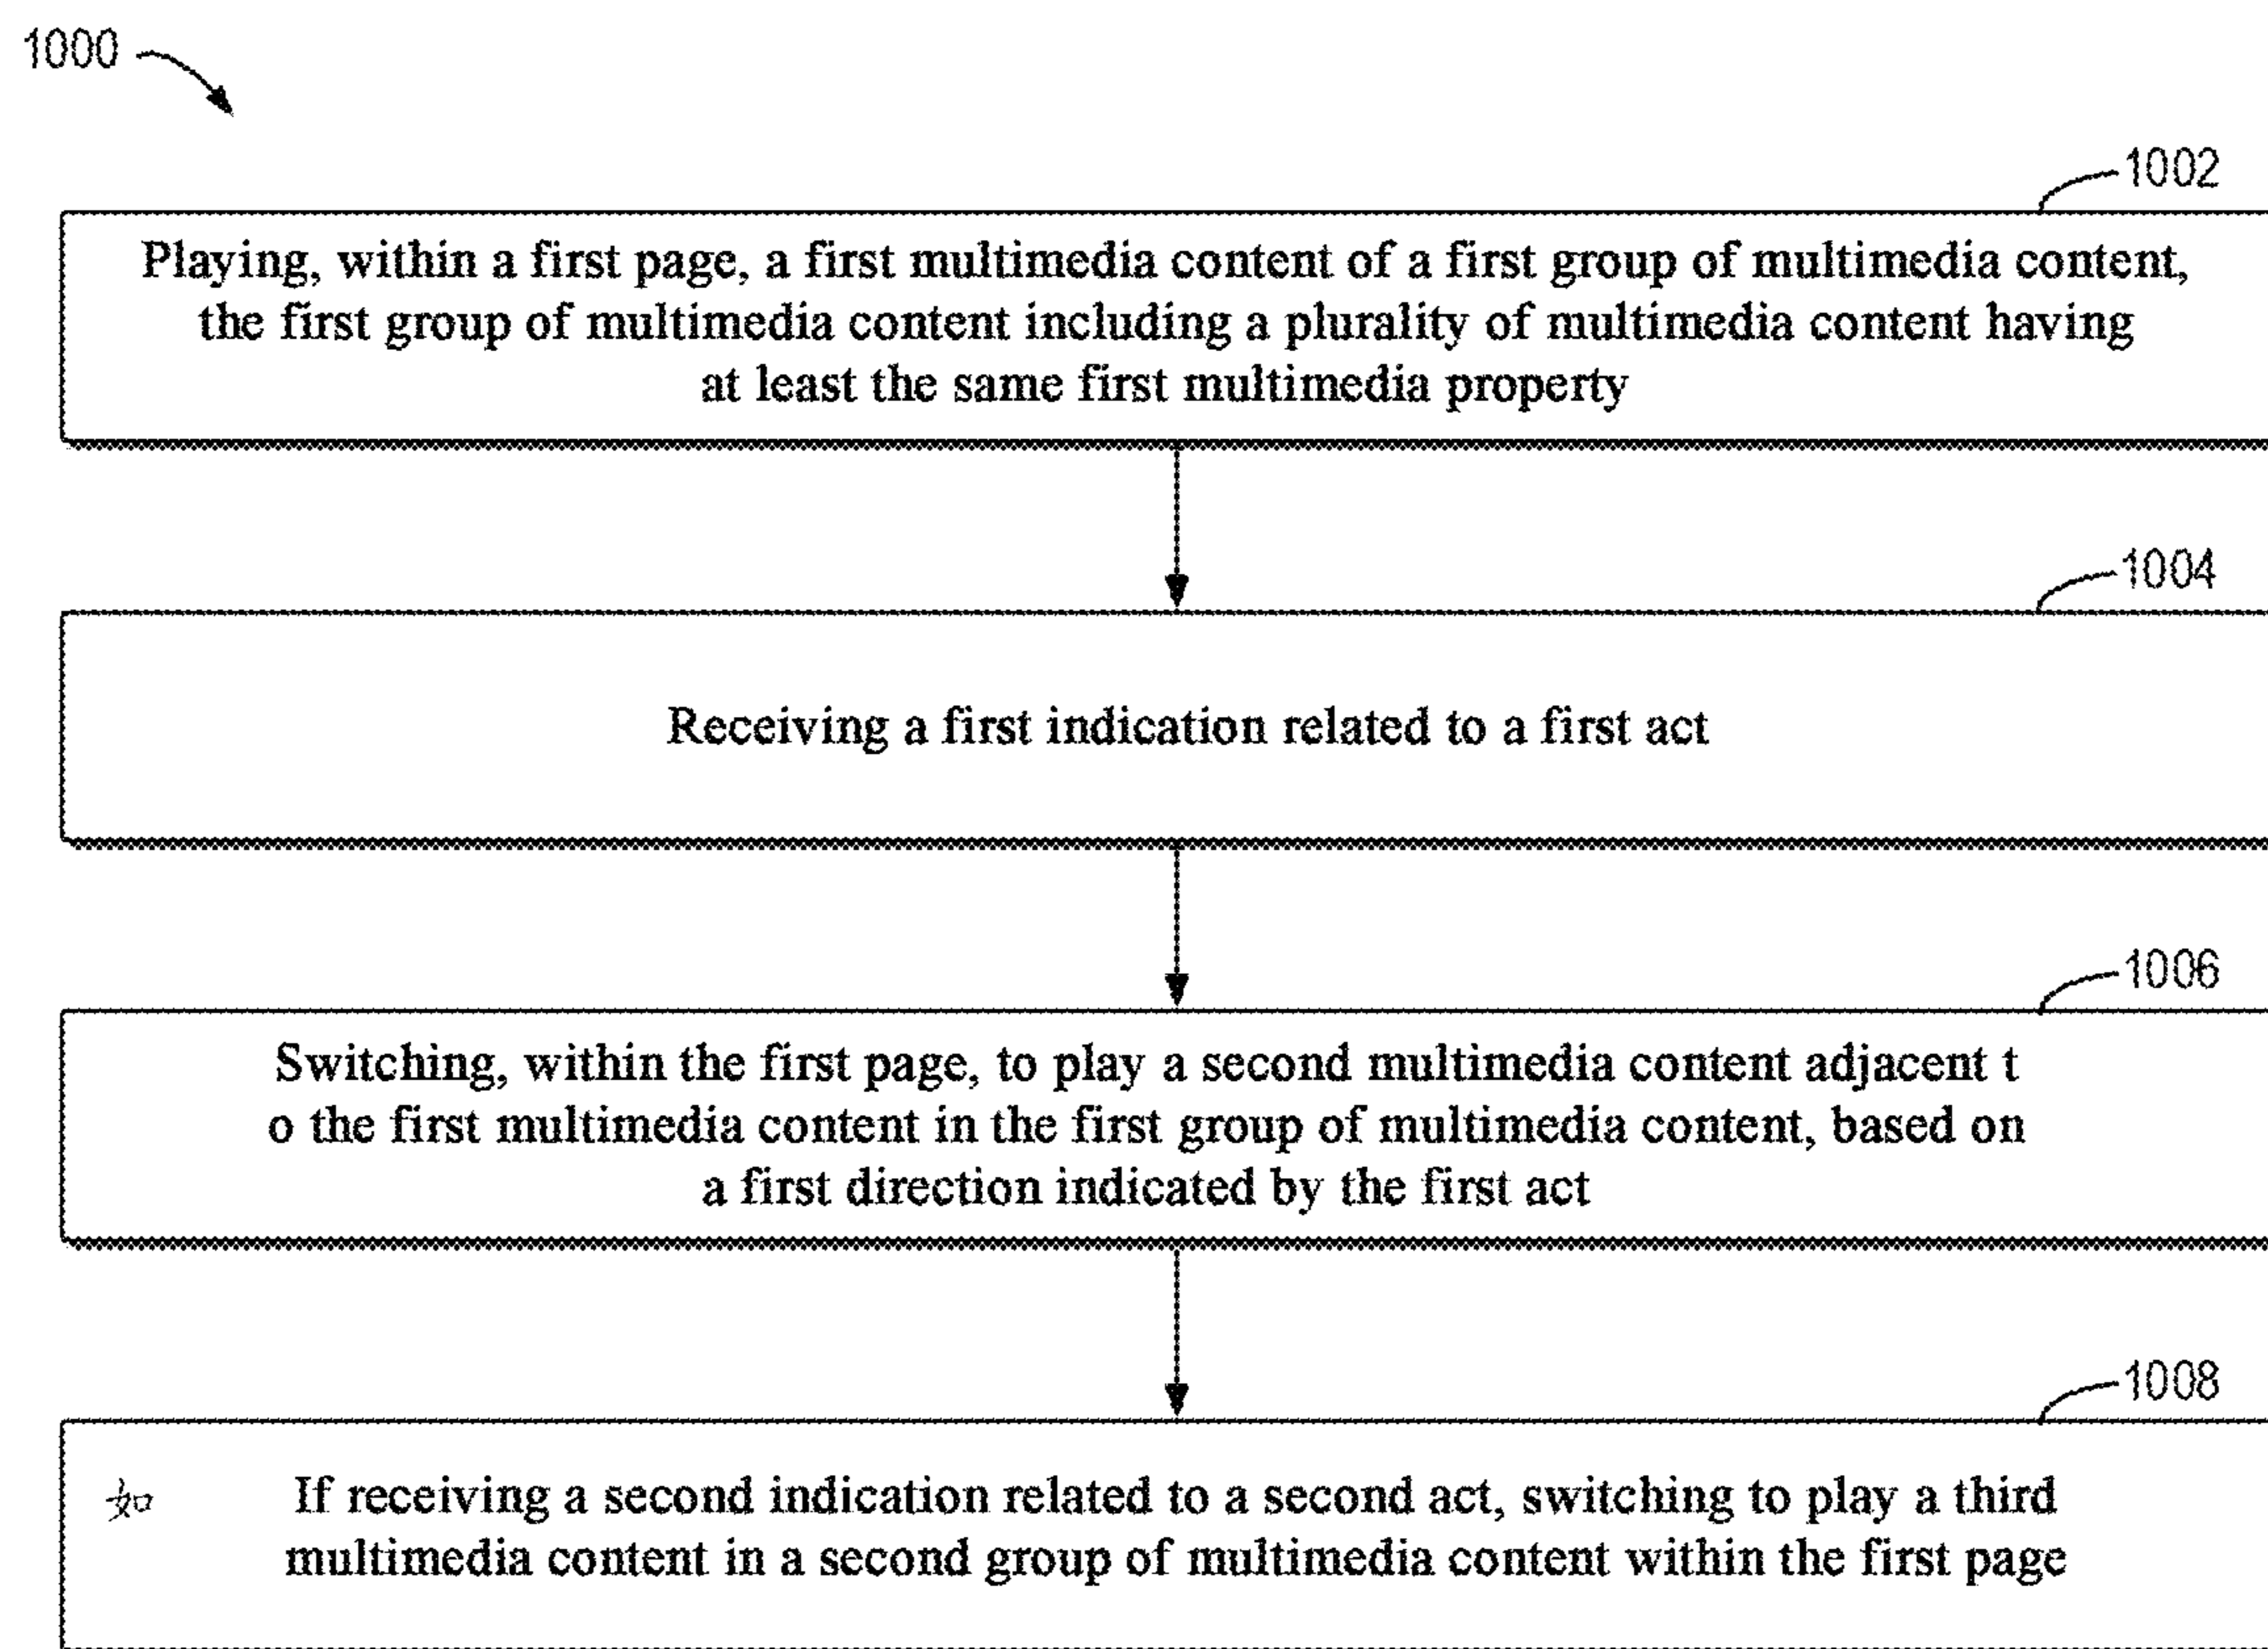 1000
1002
Playing, within a first page, a first multimedia content of a first group of multimedia content,
the first group of multimedia content including a plurality of multimedia content having
at least the same first multimedia property
1004
Receiving a first indication related to a first act
1006
Switching, within the first page, to play a second multimedia content adjacent t
o the first multimedia content in the first group of multimedia content, based on
a first direction indicated by the first act
1008
如 If receiving a second indication related to a second act, switching to play a third
multimedia content in a second group of multimedia content within the first page